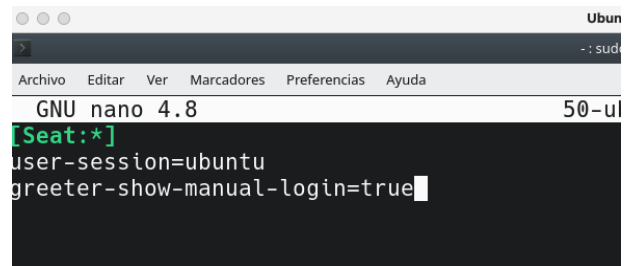 Ubun
- : sudo
Archivo Editar Ver Marcadores Preferencias Ayuda
GNU nano 4.8 50-ul
[Seat:*]
user-session=ubuntu
greeter-show-manual-login=true